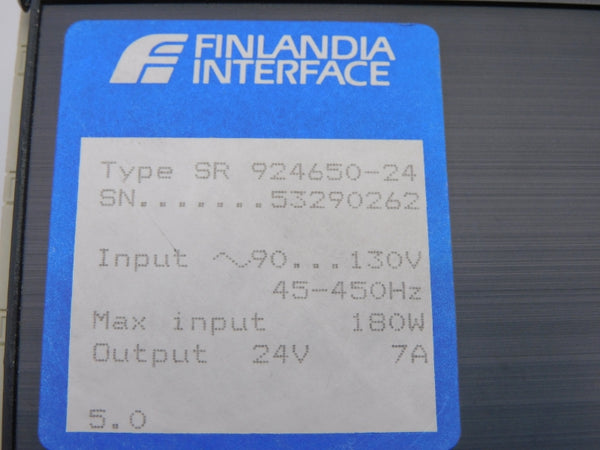 FINLANDIA
INTERFACE
Type SR 924650-24
SN.......53290262
Input ~90...130V
45-450Hz
Max input 180W
Output 24V 7A
5.0